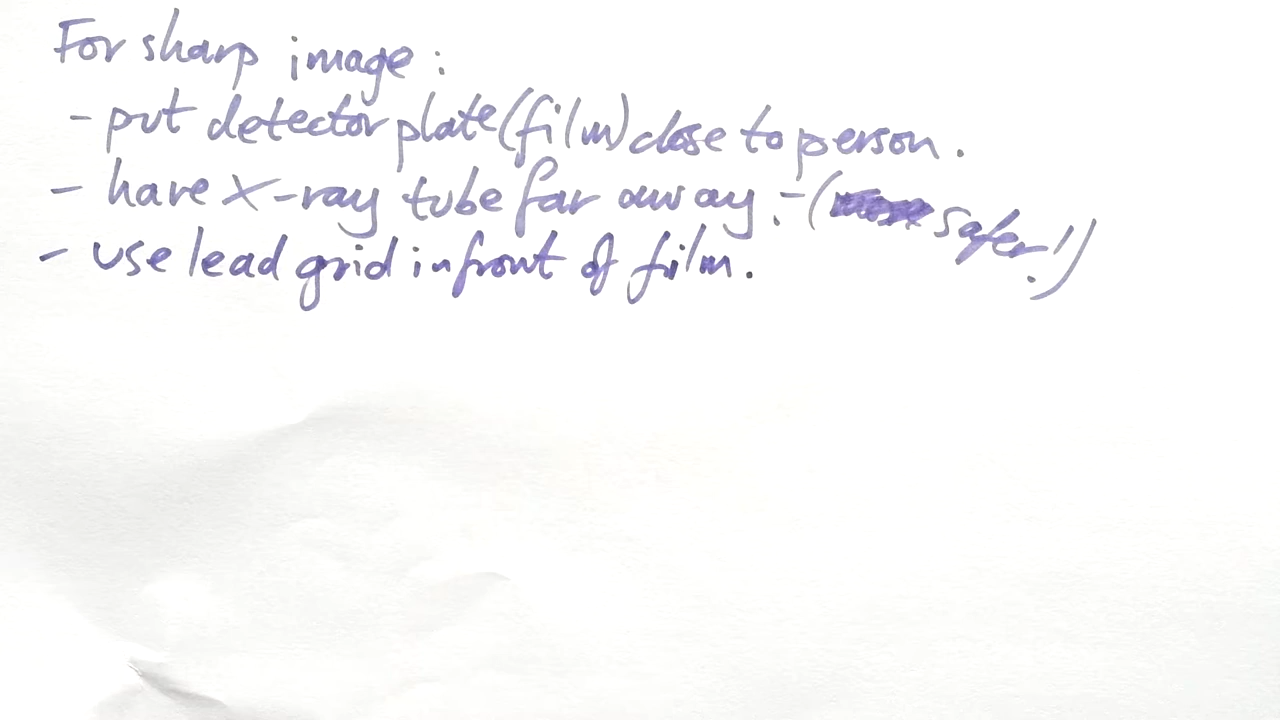 For sharp image :
- put detector plate (film) close to person.
- have X-ray tube far away. - ( safer!)
- use lead grid in front of film.